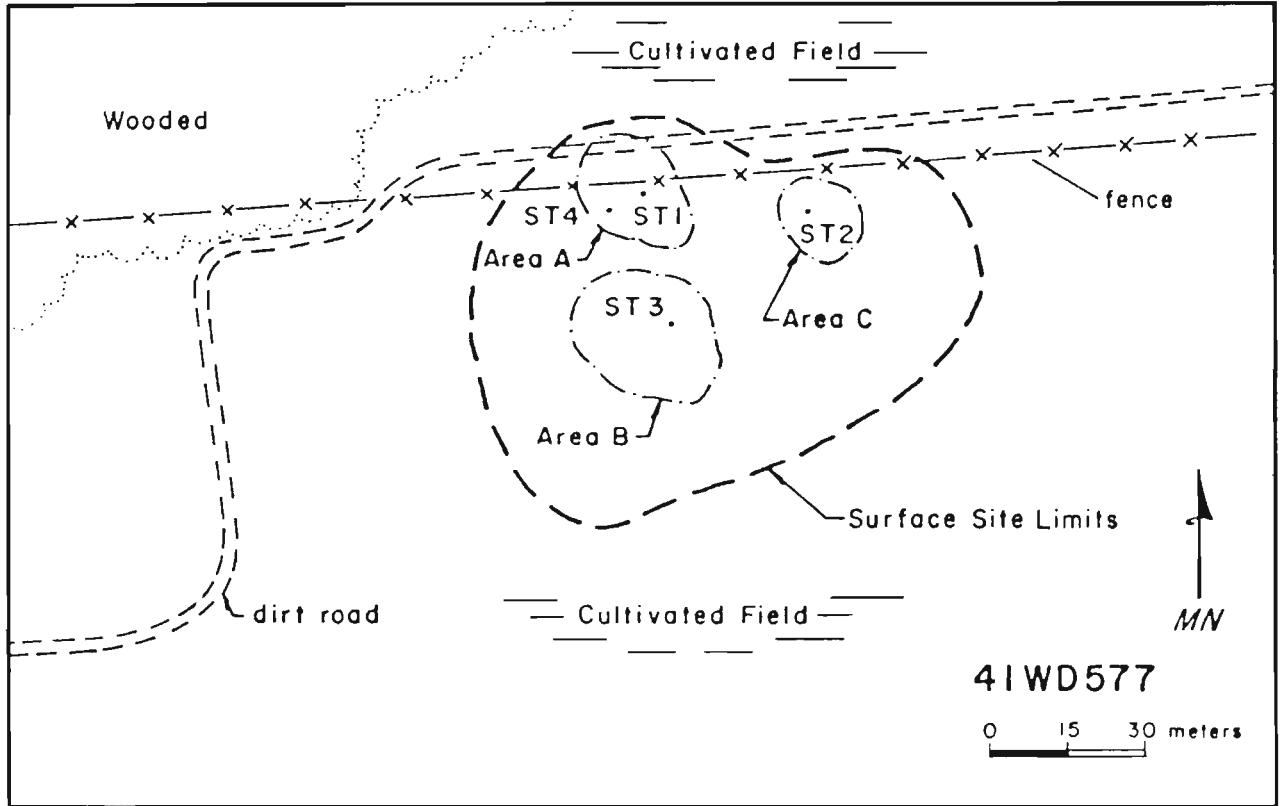 Cultivated Field
Wooded
fence
ST4
ST1
ST2
Area A
ST3
Area C
Area B
Surface Site Limits
dirt road
Cultivated Field
MN
41WD577
0 15 30 meters